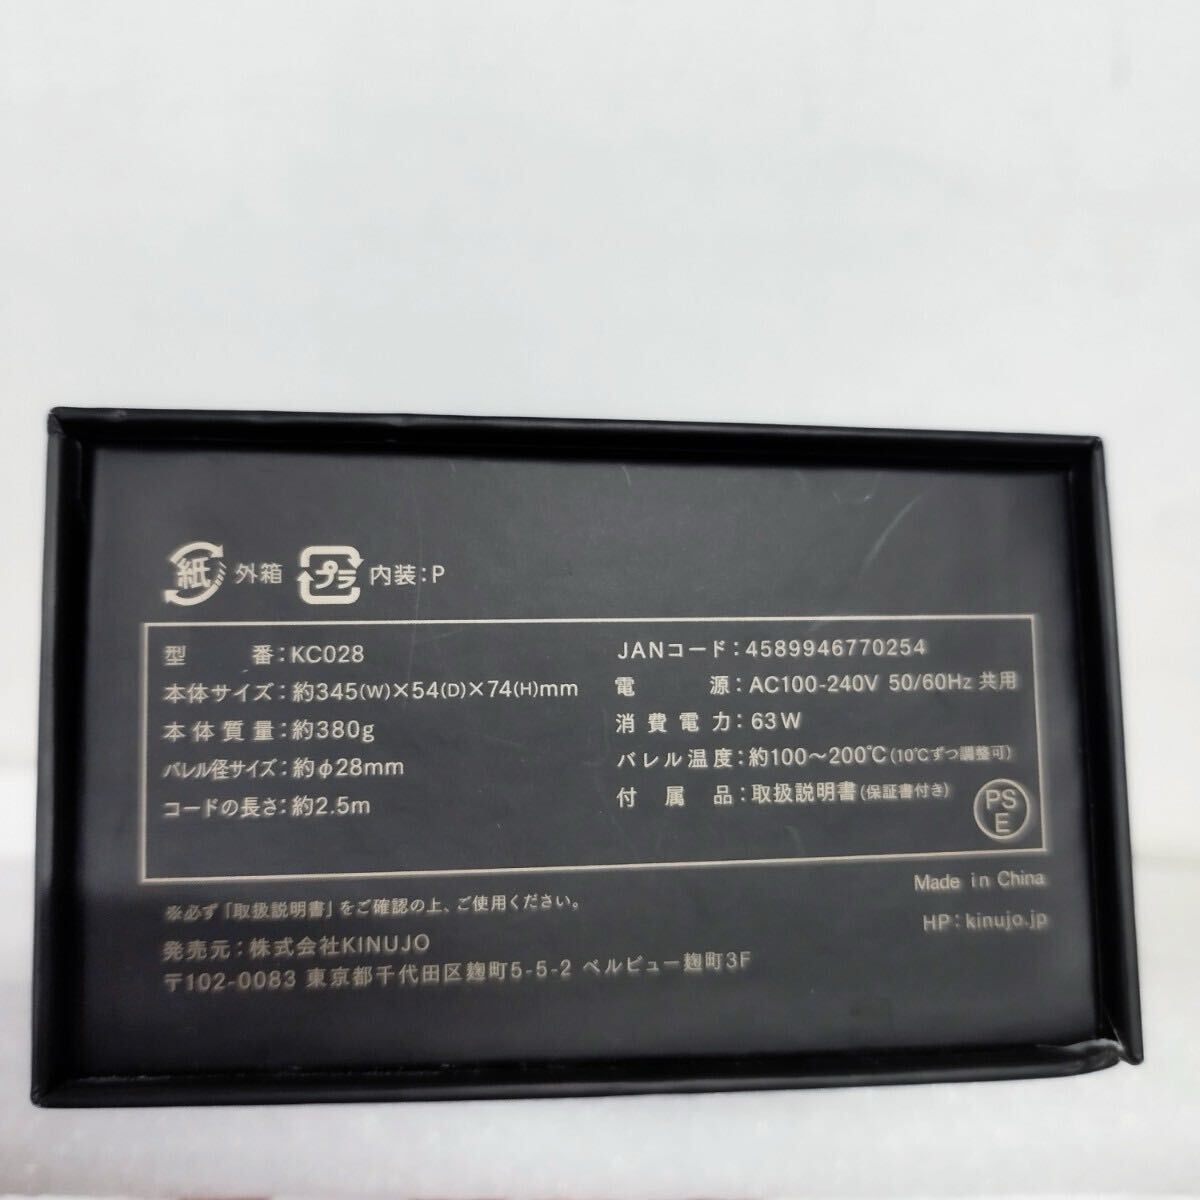 紙 外箱 プラ 内装:P
型番:KC028
本体サイズ:約345(W)×54(D)×74(H)mm
本体質量:約380g
バレル径サイズ:約φ28mm
コードの長さ:約2.5m
JANコード:4589946770254
電源:AC100-240V 50/60Hz 共用
消費電力:63W
バレル温度:約100〜200℃(10℃ずつ調整可)
付属品:取扱説明書(保証書付き)
PS
E
※必ず「取扱説明書」をご確認の上、ご使用ください。
発売元:株式会社KINUJO
〒102-0083 東京都千代田区麹町5-5-2 ベルビュー麹町3F
Made in China
HP:kinujo.jp